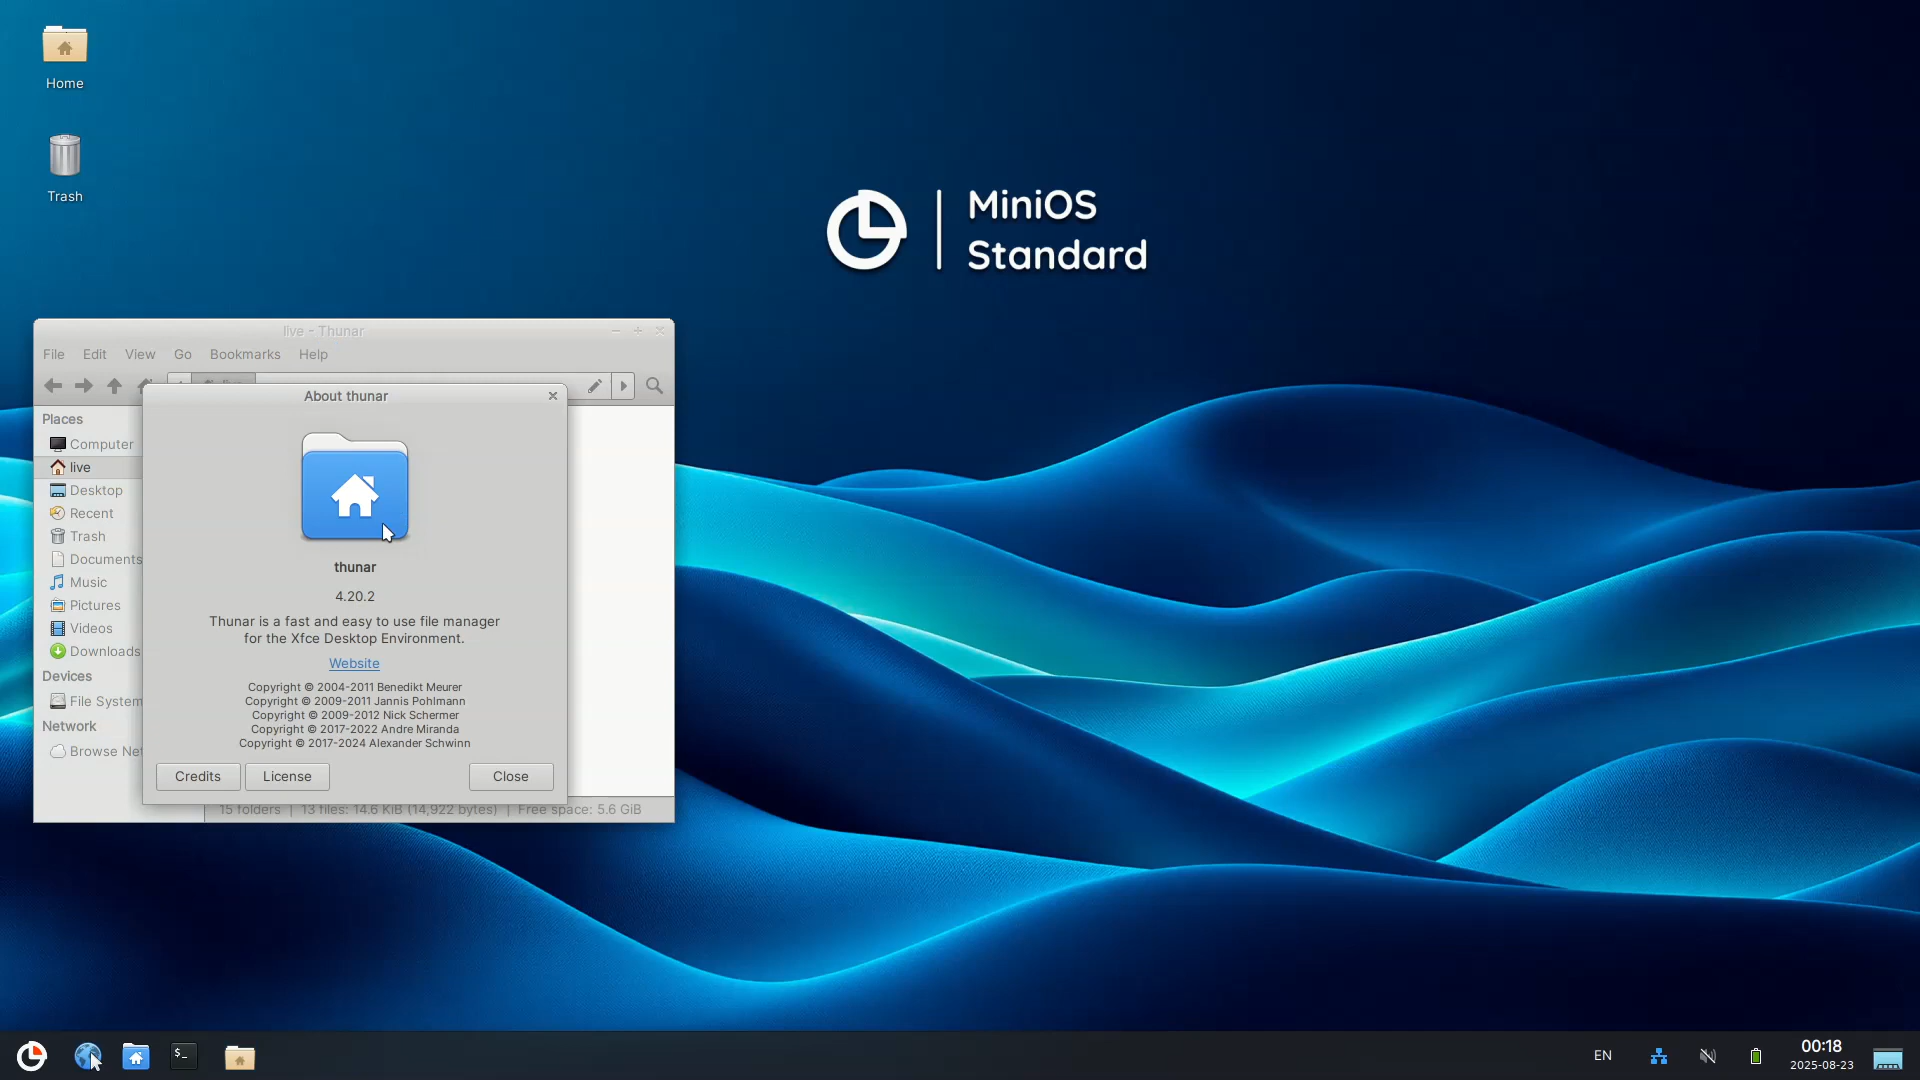 Home
Trash
MiniOS
Standard
live - Thunar
File Edit View Go Bookmarks Help
About thunar
Places
Computer
live
Desktop
Recent
Trash
Documents
Music
Pictures
Videos
Downloads
Devices
File System
Network
Browse Net
thunar
4.20.2
Thunar is a fast and easy to use file manager
for the Xfce Desktop Environment.
Website
Copyright © 2004-2011 Benedikt Meurer
Copyright © 2009-2011 Jannis Pohlmann
Copyright © 2009-2012 Nick Schermer
Copyright © 2017-2022 Andre Miranda
Copyright © 2017-2024 Alexander Schwinn
Credits License Close
15 folders | 13 files: 14.6 KiB (14,922 bytes) | Free space: 5.6 GiB
$_
EN
00:18
2025-08-23